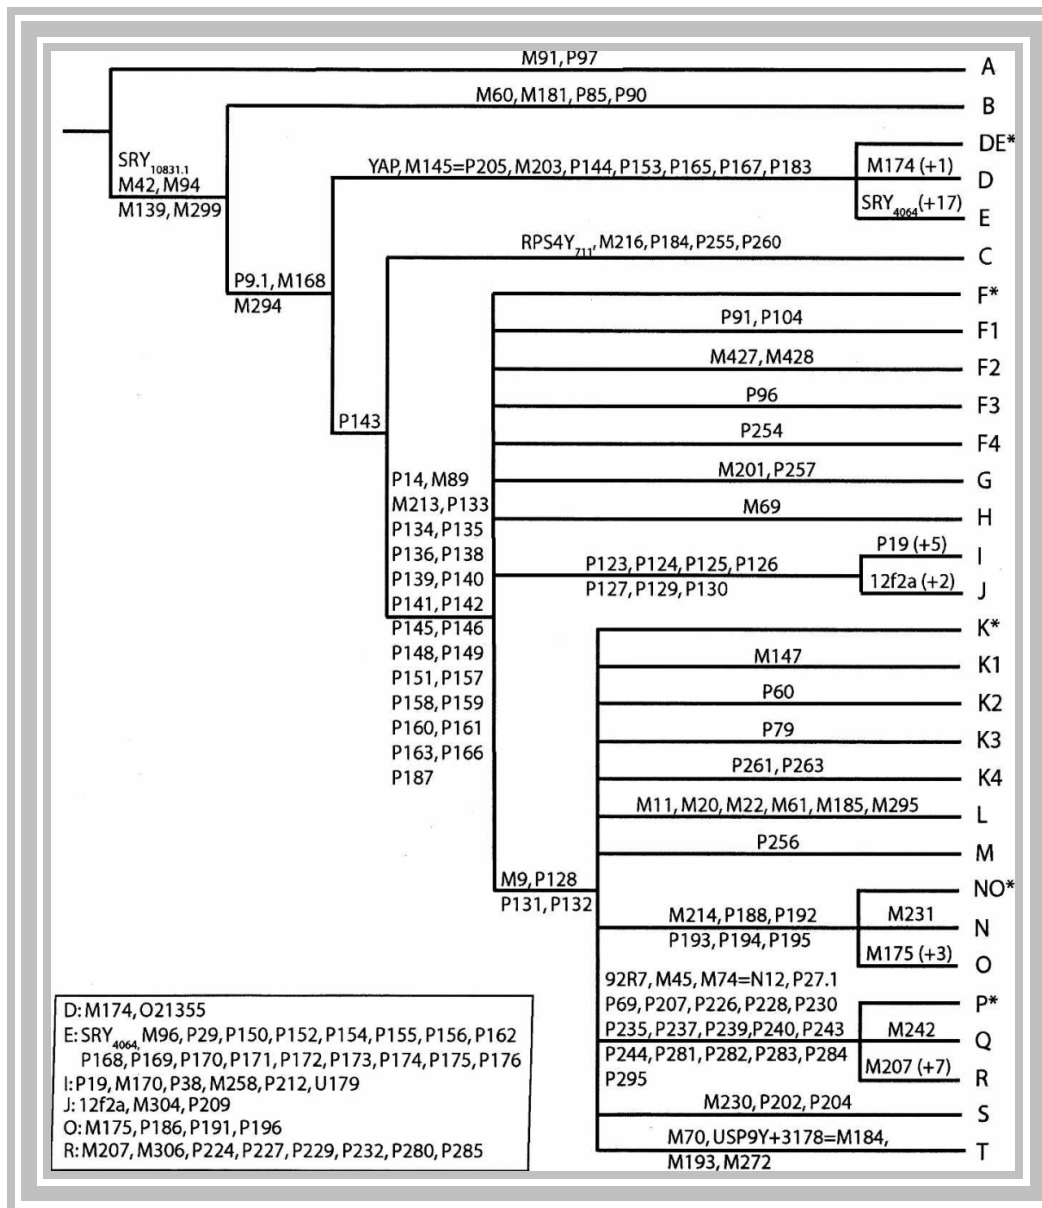 M91, P97
A
M60, M181, P85, P90
B
SRY10831.1
M42, M94
M139, M299
DE*
YAP, M145=P205, M203, P144, P153, P165, P167, P183
M174 (+1)
D
SRY4064(+17)
E
RPS4Y711, M216, P184, P255, P260
C
P9.1, M168
M294
F*
P91, P104
F1
M427, M428
F2
P96
F3
P143
P254
F4
P14, M89
M213, P133
P134, P135
P136, P138
P139, P140
P141, P142
P145, P146
P148, P149
P151, P157
P158, P159
P160, P161
P163, P166
P187
M201, P257
G
M69
H
P19 (+5)
I
P123, P124, P125, P126
P127, P129, P130
12f2a (+2)
J
K*
M147
K1
P60
K2
P79
K3
P261, P263
K4
M11, M20, M22, M61, M185, M295
L
P256
M
M9, P128
P131, P132
NO*
M214, P188, P192
P193, P194, P195
M231
N
M175 (+3)
O
92R7, M45, M74=N12, P27.1
P69, P207, P226, P228, P230
P235, P237, P239, P240, P243
P244, P281, P282, P283, P284
P295
P*
M242
Q
M207 (+7)
R
M230, P202, P204
S
M70, USP9Y+3178=M184,
M193, M272
T
D: M174, O21355
E: SRY4064, M96, P29, P150, P152, P154, P155, P156, P162
P168, P169, P170, P171, P172, P173, P174, P175, P176
I: P19, M170, P38, M258, P212, U179
J: 12f2a, M304, P209
O: M175, P186, P191, P196
R: M207, M306, P224, P227, P229, P232, P280, P285